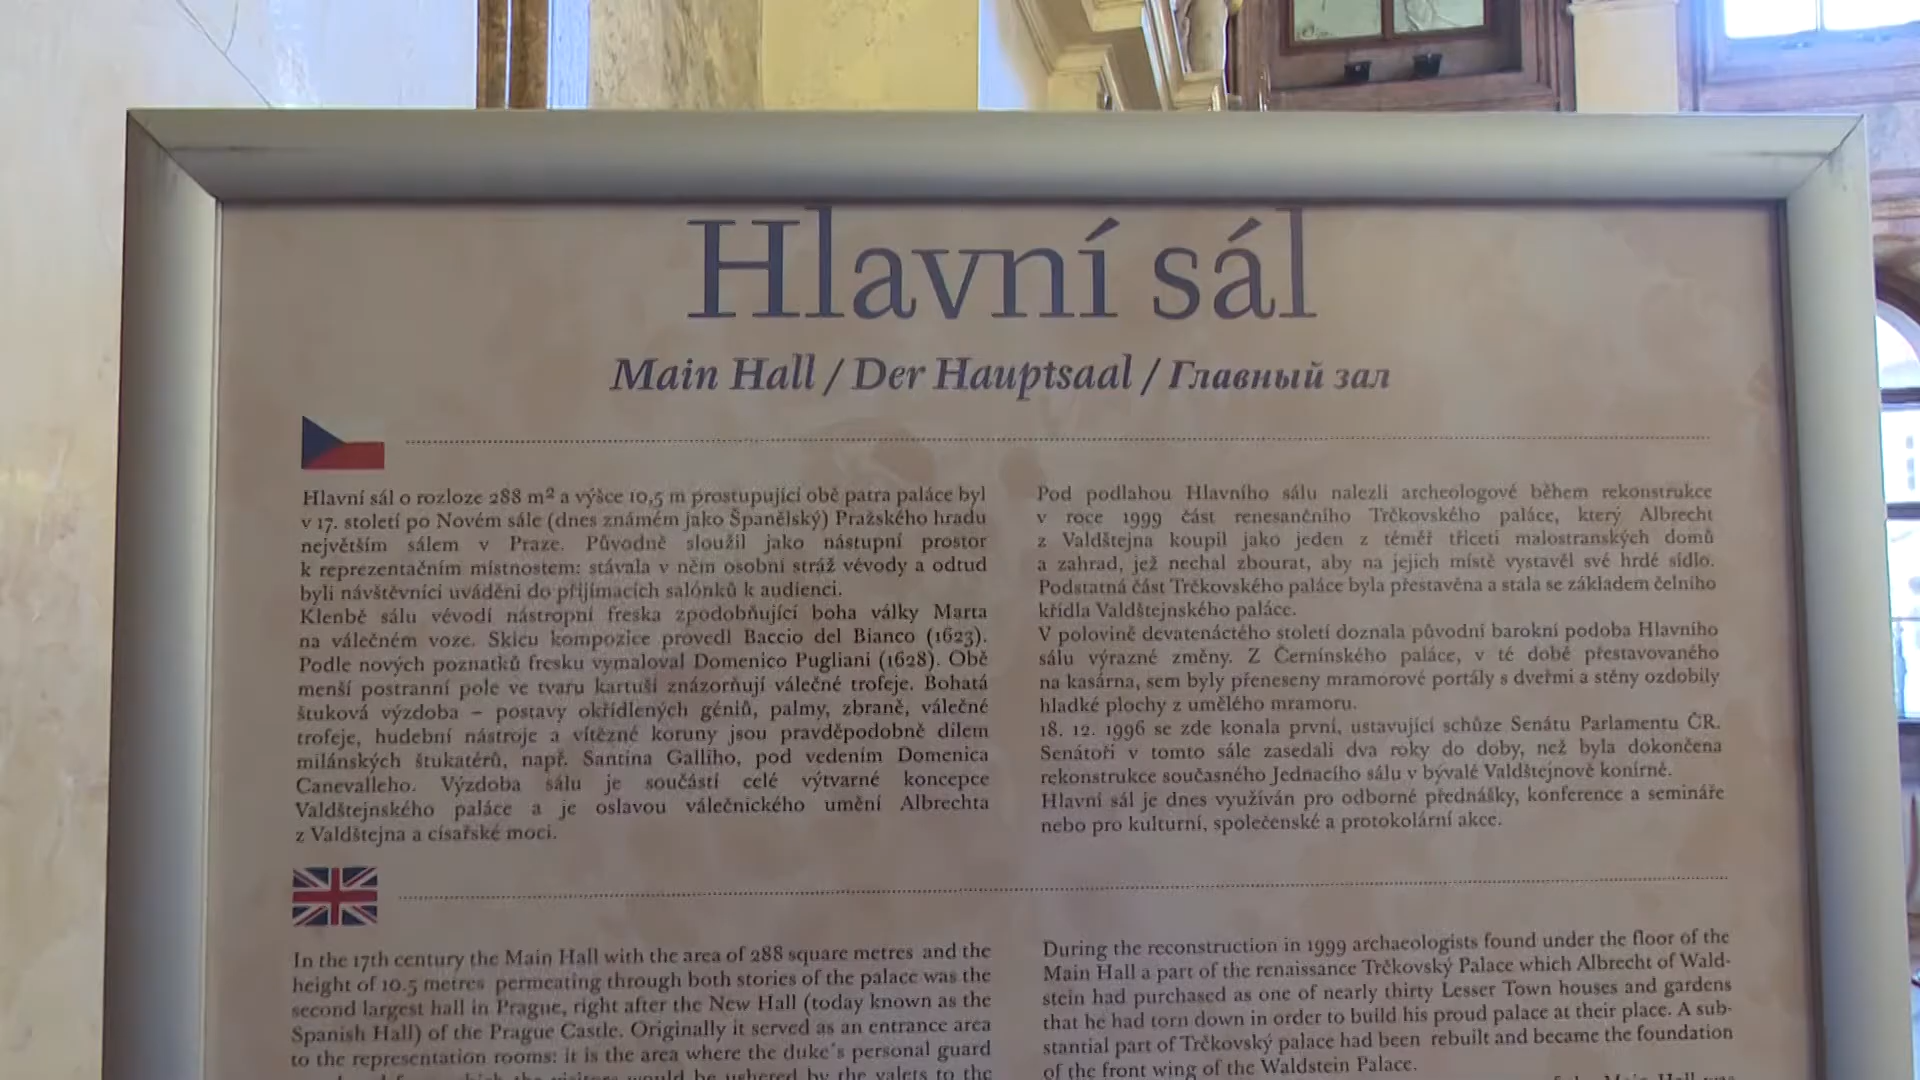 Hlavní sál
Main Hall / Der Hauptsaal / Главный зал
Hlavní sál o rozloze 288 m² a výšce 10,5 m prostupující obě patra paláce byl
v 17. století po Novém sále (dnes známém jako Španělský) Pražského hradu
největším sálem v Praze. Původně sloužil jako nástupní prostor
k reprezentačním místnostem: stávala v něm osobní stráž vévody a odtud
byli návštěvníci uváděni do přijímacích salónků k audienci.
Klenbě sálu vévodí nástropní freska zpodobňující boha války Marta
na válečném voze. Skicu kompozice provedl Baccio del Bianco (1623).
Podle nových poznatků fresku vymaloval Domenico Pugliani (1628). Obě
menší postranní pole ve tvaru kartuší znázorňují válečné trofeje. Bohatá
štuková výzdoba – postavy okřídlených géniů, palmy, zbraně, válečné
trofeje, hudební nástroje a vítězné koruny jsou pravděpodobně dílem
milánských štukatérů, např. Santina Galliho, pod vedením Domenica
Canevalleho. Výzdoba sálu je součástí celé výtvarné koncepce
Valdštejnského paláce a je oslavou válečnického umění Albrechta
z Valdštejna a císařské moci.
Pod podlahou Hlavního sálu nalezli archeologové během rekonstrukce
v roce 1999 část renesančního Trčkovského paláce, který Albrecht
z Valdštejna koupil jako jeden z téměř třiceti malostranských domů
a zahrad, jež nechal zbourat, aby na jejich místě vystavěl své hrdé sídlo.
Podstatná část Trčkovského paláce byla přestavěna a stala se základem čelního
křídla Valdštejnského paláce.
V polovině devatenáctého století doznala původní barokní podoba Hlavního
sálu výrazné změny. Z Černínského paláce, v té době přestavovaného
na kasárna, sem byly přeneseny mramorové portály s dveřmi a stěny ozdobily
hladké plochy z umělého mramoru.
18. 12. 1996 se zde konala první, ustavující schůze Senátu Parlamentu ČR.
Senátoři v tomto sále zasedali dva roky do doby, než byla dokončena
rekonstrukce současného Jednacího sálu v bývalé Valdštejnově konírně.
Hlavní sál je dnes využíván pro odborné přednášky, konference a semináře
nebo pro kulturní, společenské a protokolární akce.
In the 17th century the Main Hall with the area of 288 square metres and the
height of 10.5 metres permeating through both stories of the palace was the
second largest hall in Prague, right after the New Hall (today known as the
Spanish Hall) of the Prague Castle. Originally it served as an entrance area
to the representation rooms: it is the area where the duke's personal guard
would be ushered by the valets to the
During the reconstruction in 1999 archaeologists found under the floor of the
Main Hall a part of the renaissance Trčkovský Palace which Albrecht of Wald-
stein had purchased as one of nearly thirty Lesser Town houses and gardens
that he had torn down in order to build his proud palace at their place. A sub-
stantial part of Trčkovský palace had been rebuilt and became the foundation
of the front wing of the Waldstein Palace.